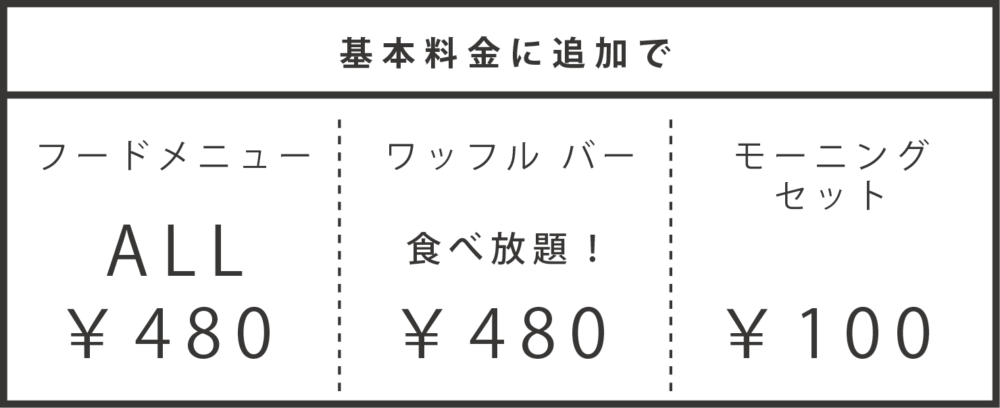 基本料金に追加で
フードメニュー
ALL
￥480
ワッフル バー
食べ放題！
￥480
モーニング
セット
￥100